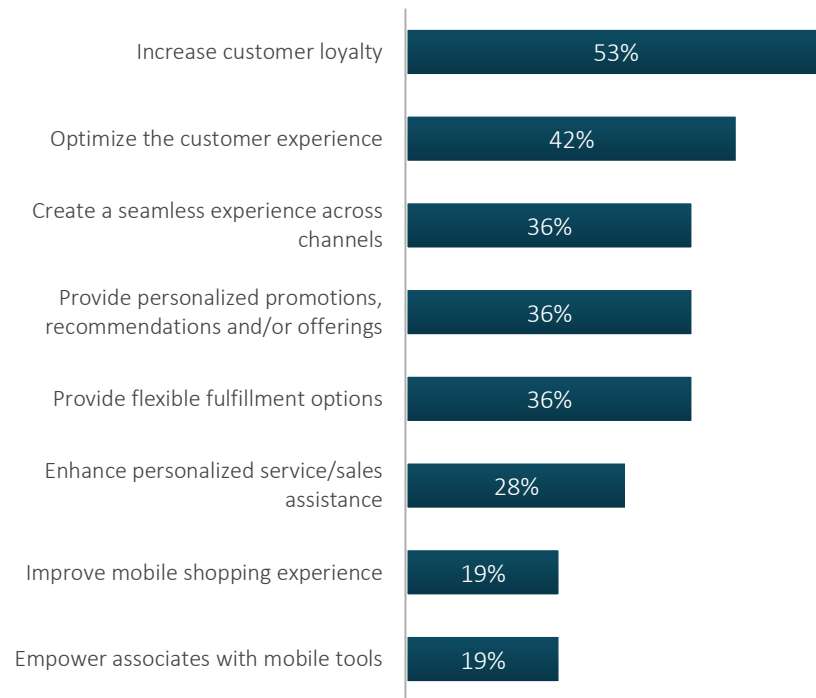 Increase customer loyalty
53%
Optimize the customer experience
42%
Create a seamless experience across
channels
36%
Provide personalized promotions,
recommendations and/or offerings
36%
Provide flexible fulfillment options
36%
Enhance personalized service/sales
assistance
28%
Improve mobile shopping experience
19%
Empower associates with mobile tools
19%